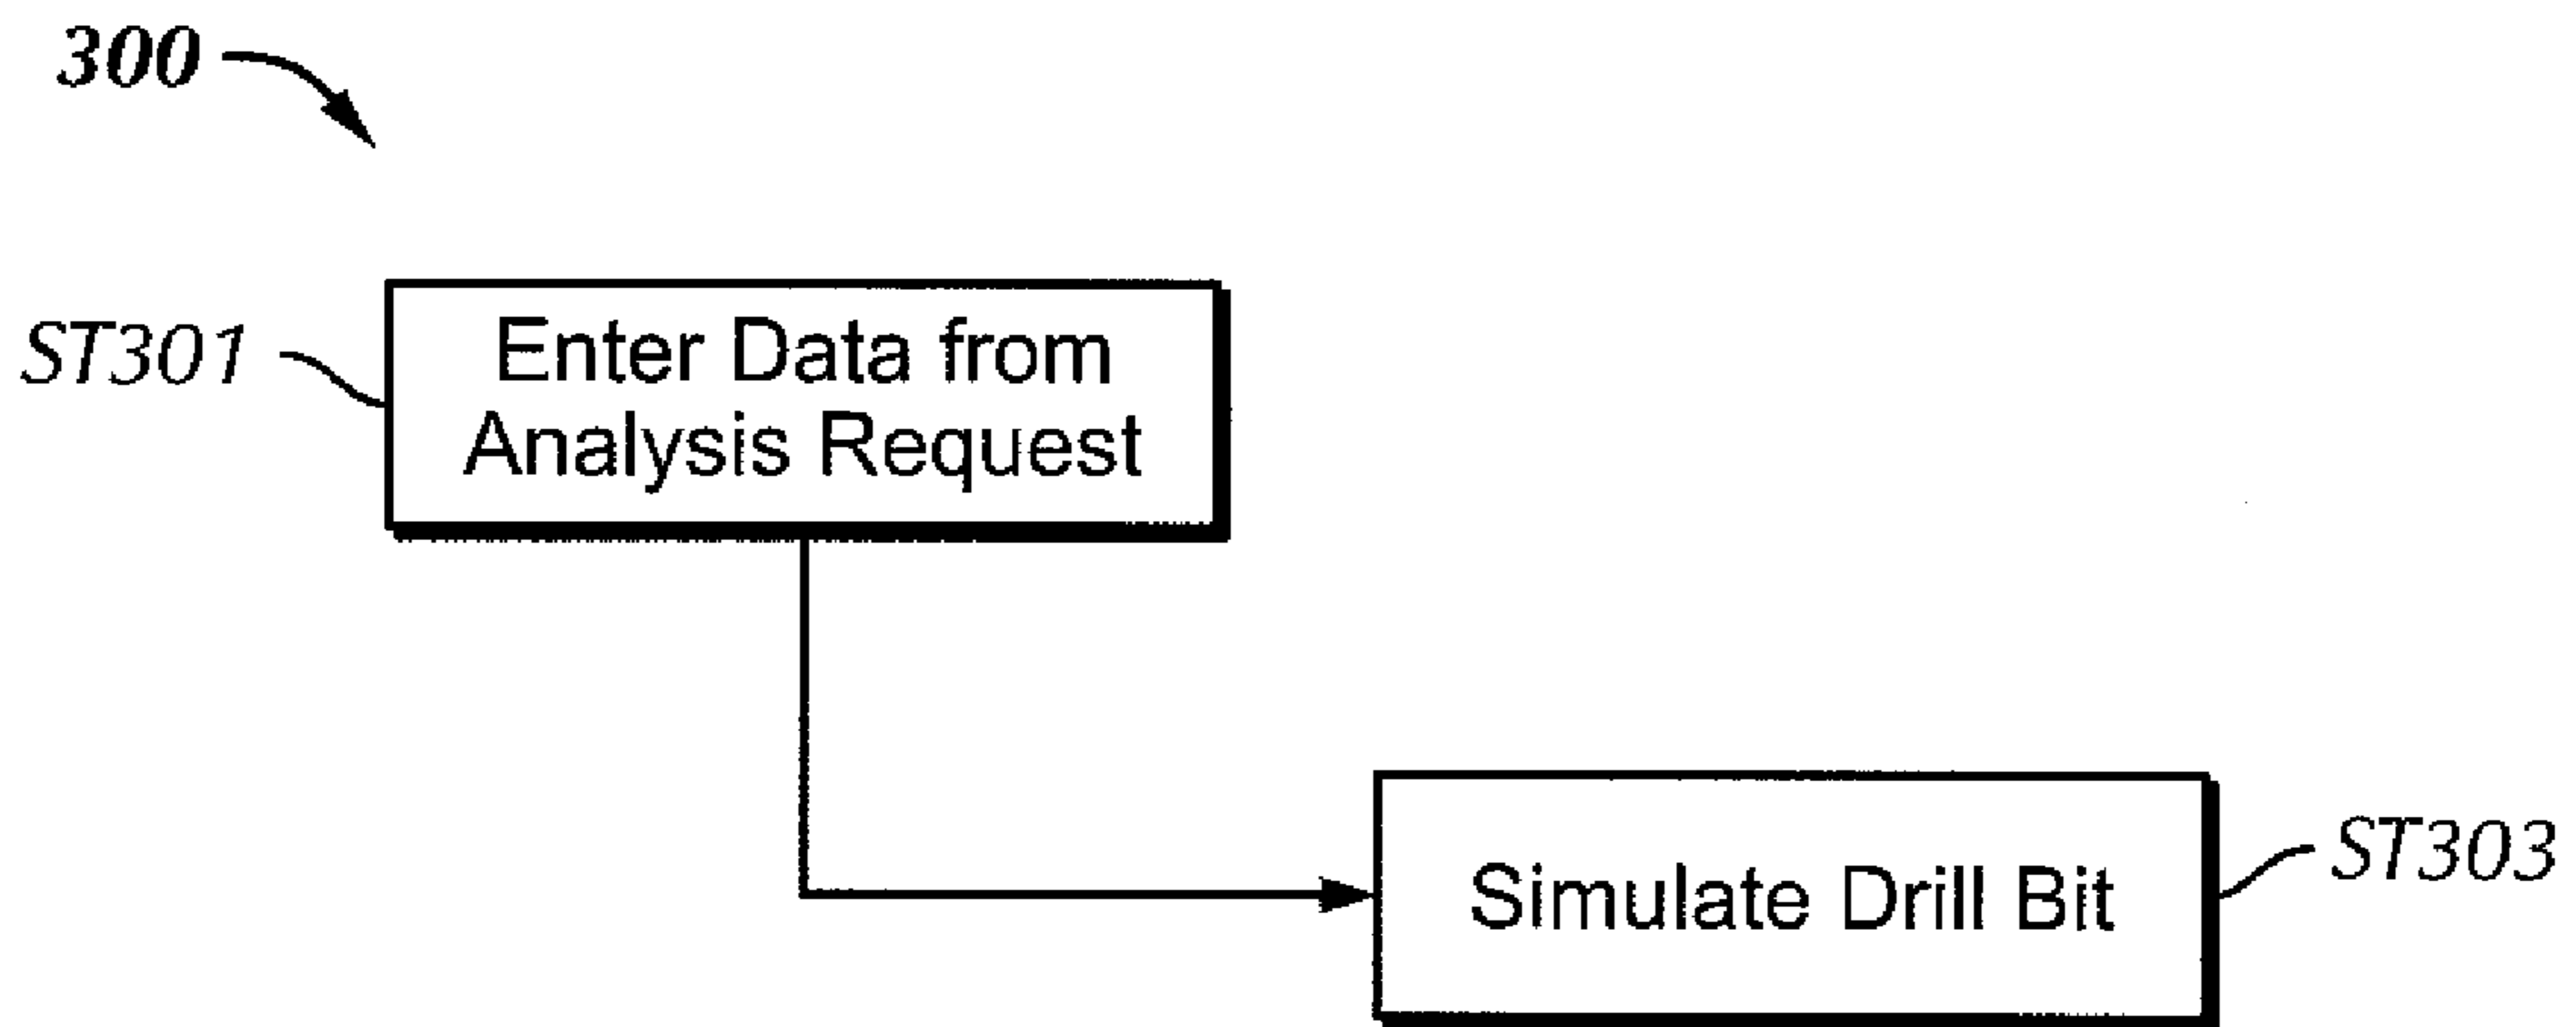 300
ST301
Enter Data from
Analysis Request
Simulate Drill Bit
ST303